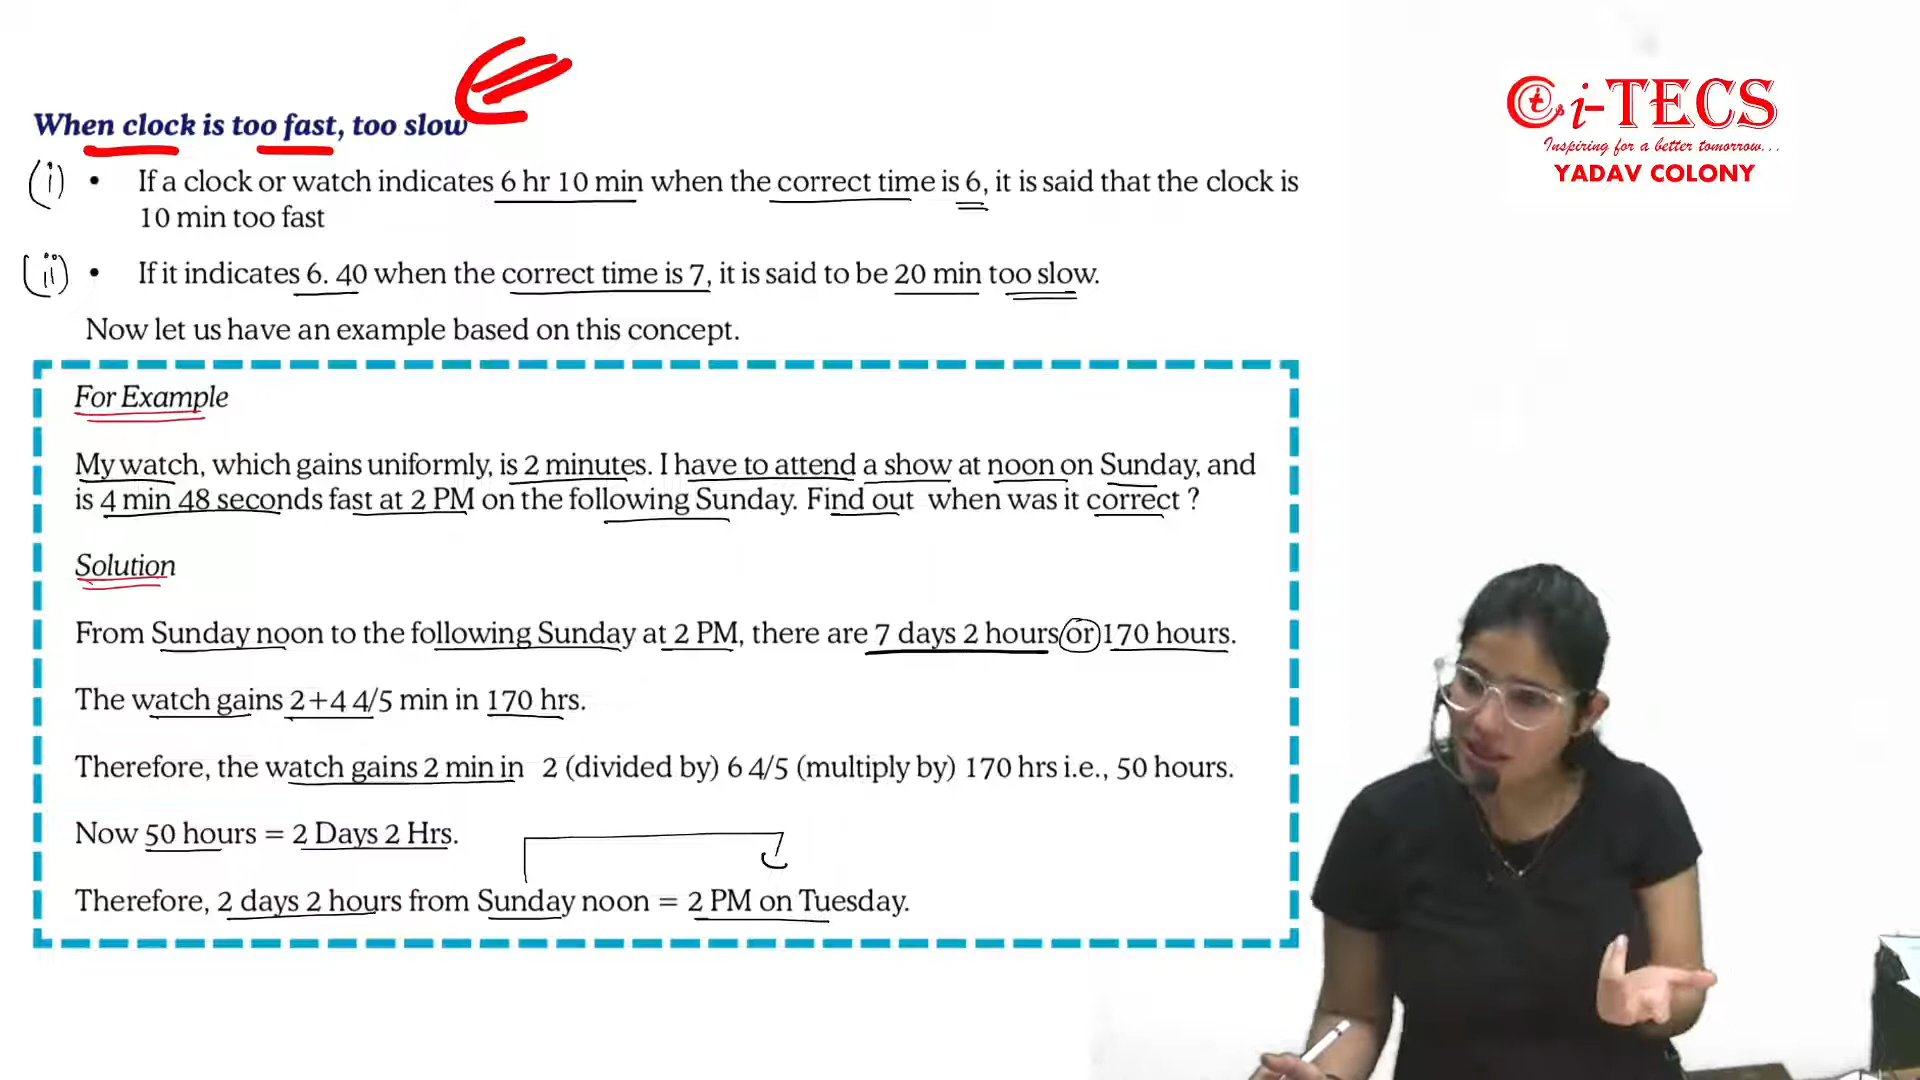 When clock is too fast, too slow
(i) • If a clock or watch indicates 6 hr 10 min when the correct time is 6, it is said that the clock is
10 min too fast
(ii) • If it indicates 6. 40 when the correct time is 7, it is said to be 20 min too slow.
Now let us have an example based on this concept.
For Example
My watch, which gains uniformly, is 2 minutes. I have to attend a show at noon on Sunday, and
is 4 min 48 seconds fast at 2 PM on the following Sunday. Find out when was it correct ?
Solution
From Sunday noon to the following Sunday at 2 PM, there are 7 days 2 hours or 170 hours.
The watch gains 2+4 4/5 min in 170 hrs.
Therefore, the watch gains 2 min in 2 (divided by) 6 4/5 (multiply by) 170 hrs i.e., 50 hours.
Now 50 hours = 2 Days 2 Hrs.
Therefore, 2 days 2 hours from Sunday noon = 2 PM on Tuesday.
i-TECS
Inspiring for a better tomorrow...
YADAV COLONY